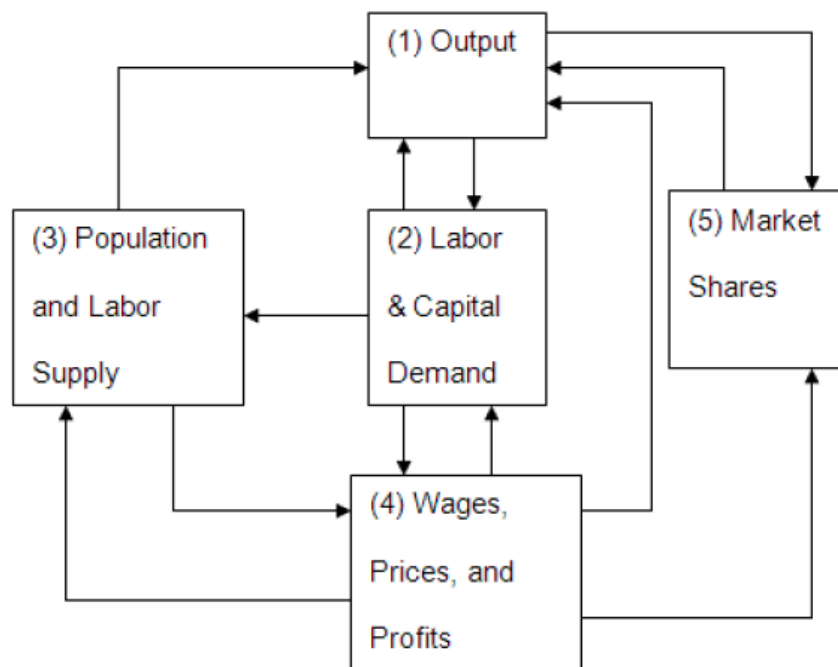 (1) Output
(3) Population
and Labor
Supply
(2) Labor
& Capital
Demand
(5) Market
Shares
(4) Wages,
Prices, and
Profits